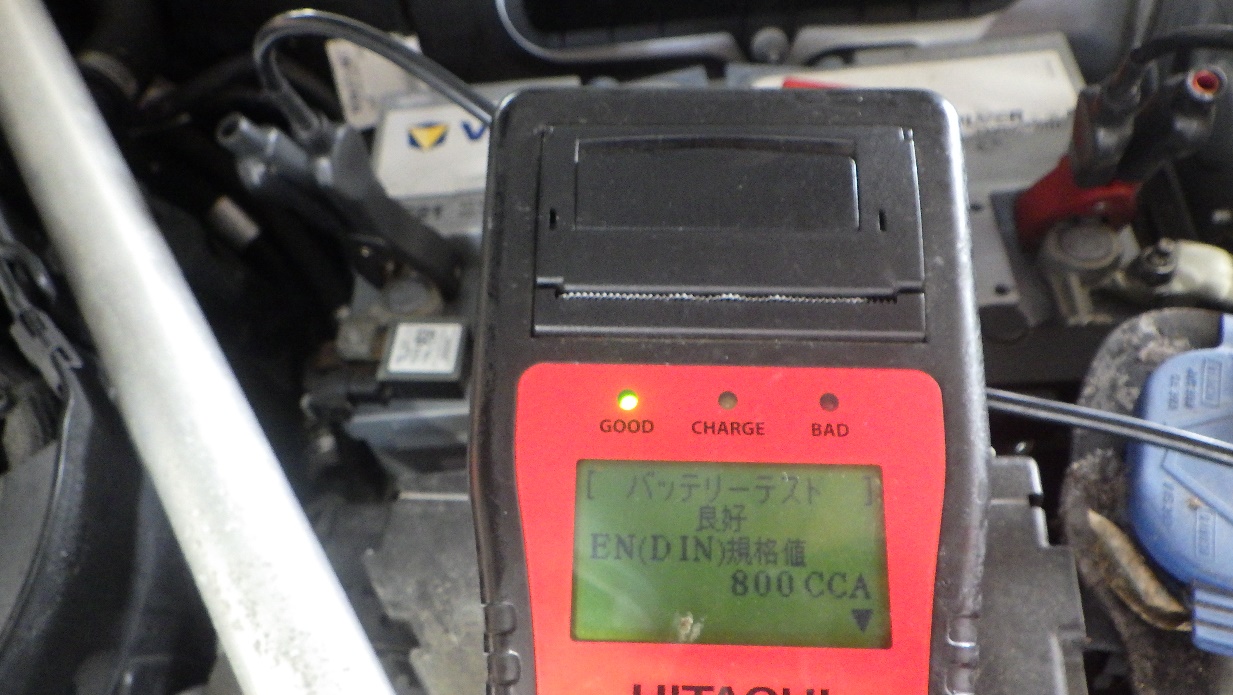 GOOD CHARGE BAD
[ バッテリーテスト ]
良好
EN(DIN)規格値
800 CCA
HITACHI